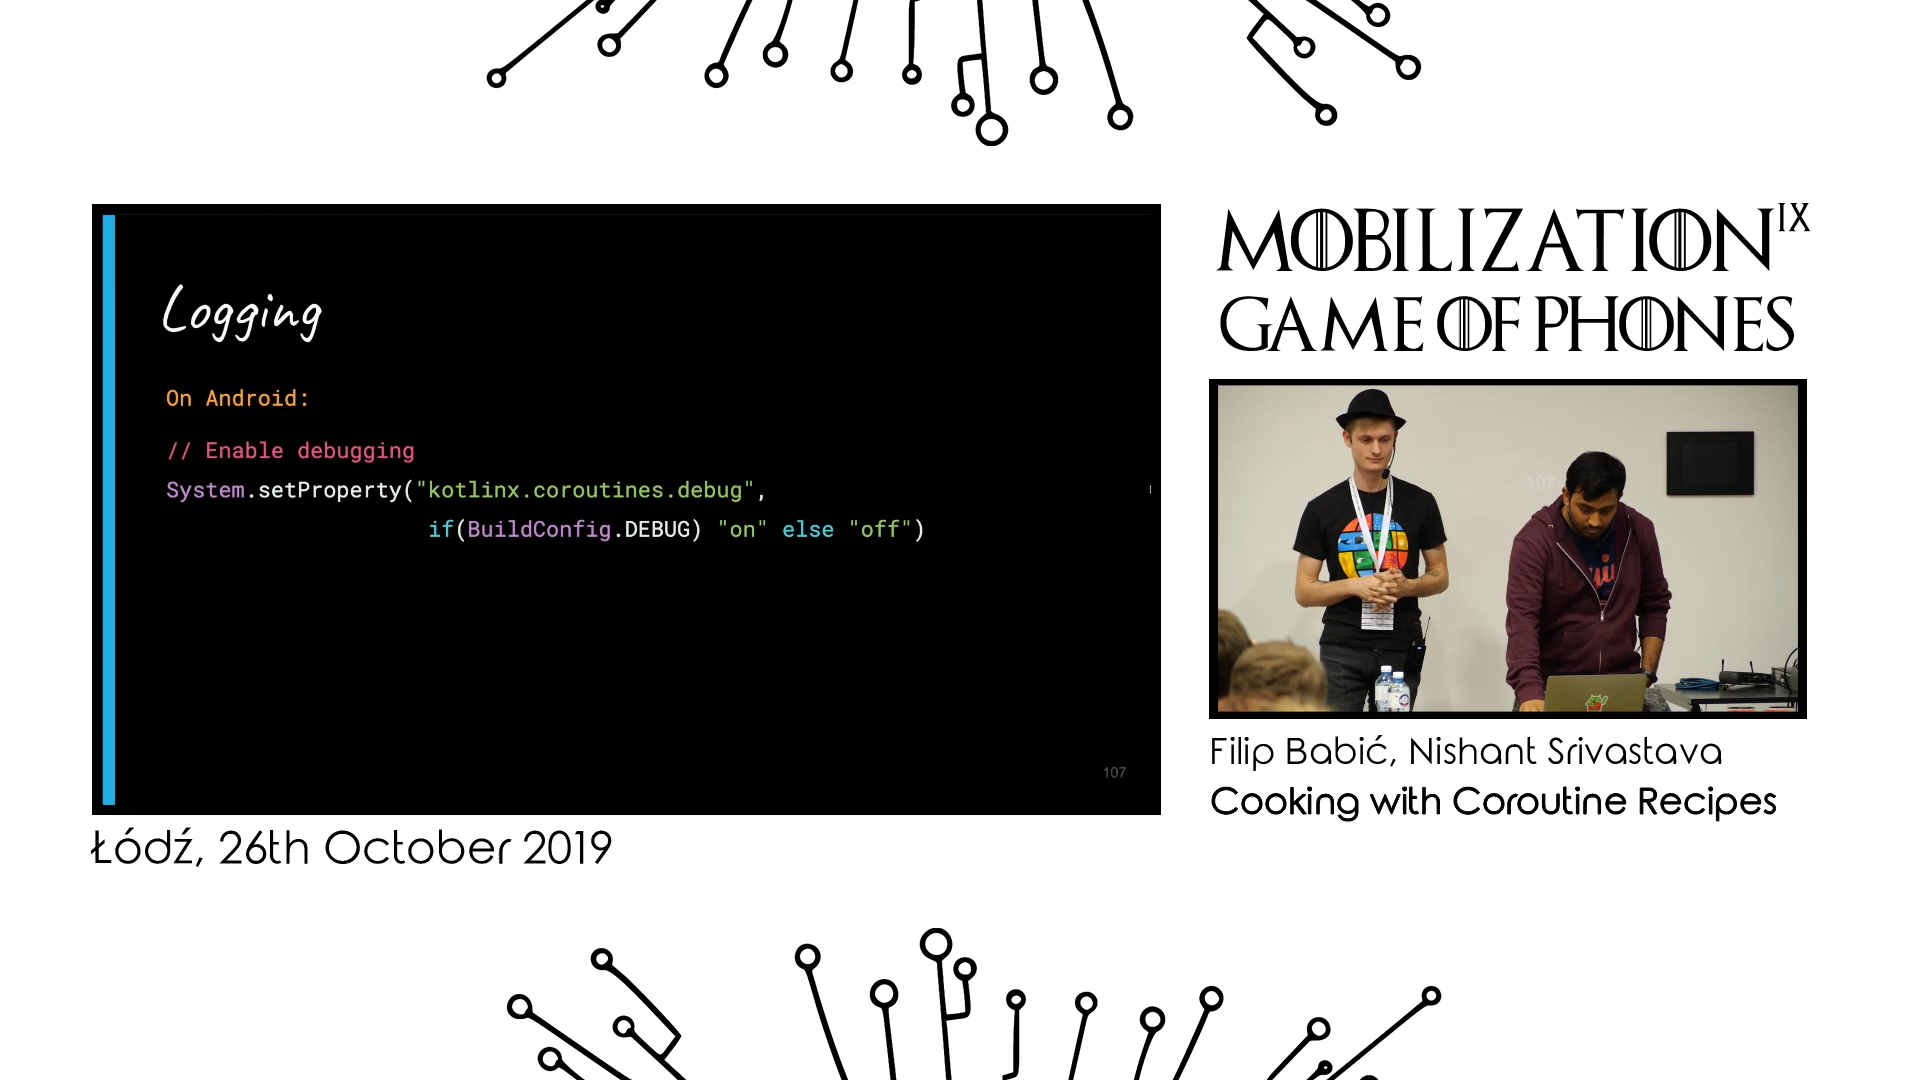 Logging
On Android:
// Enable debugging
System.setProperty("kotlinx.coroutines.debug",
if(BuildConfig.DEBUG) "on" else "off")
107
Łódź, 26th October 2019
MOBILIZATION IX
GAME OF PHONES
107
Filip Babić, Nishant Srivastava
Cooking with Coroutine Recipes